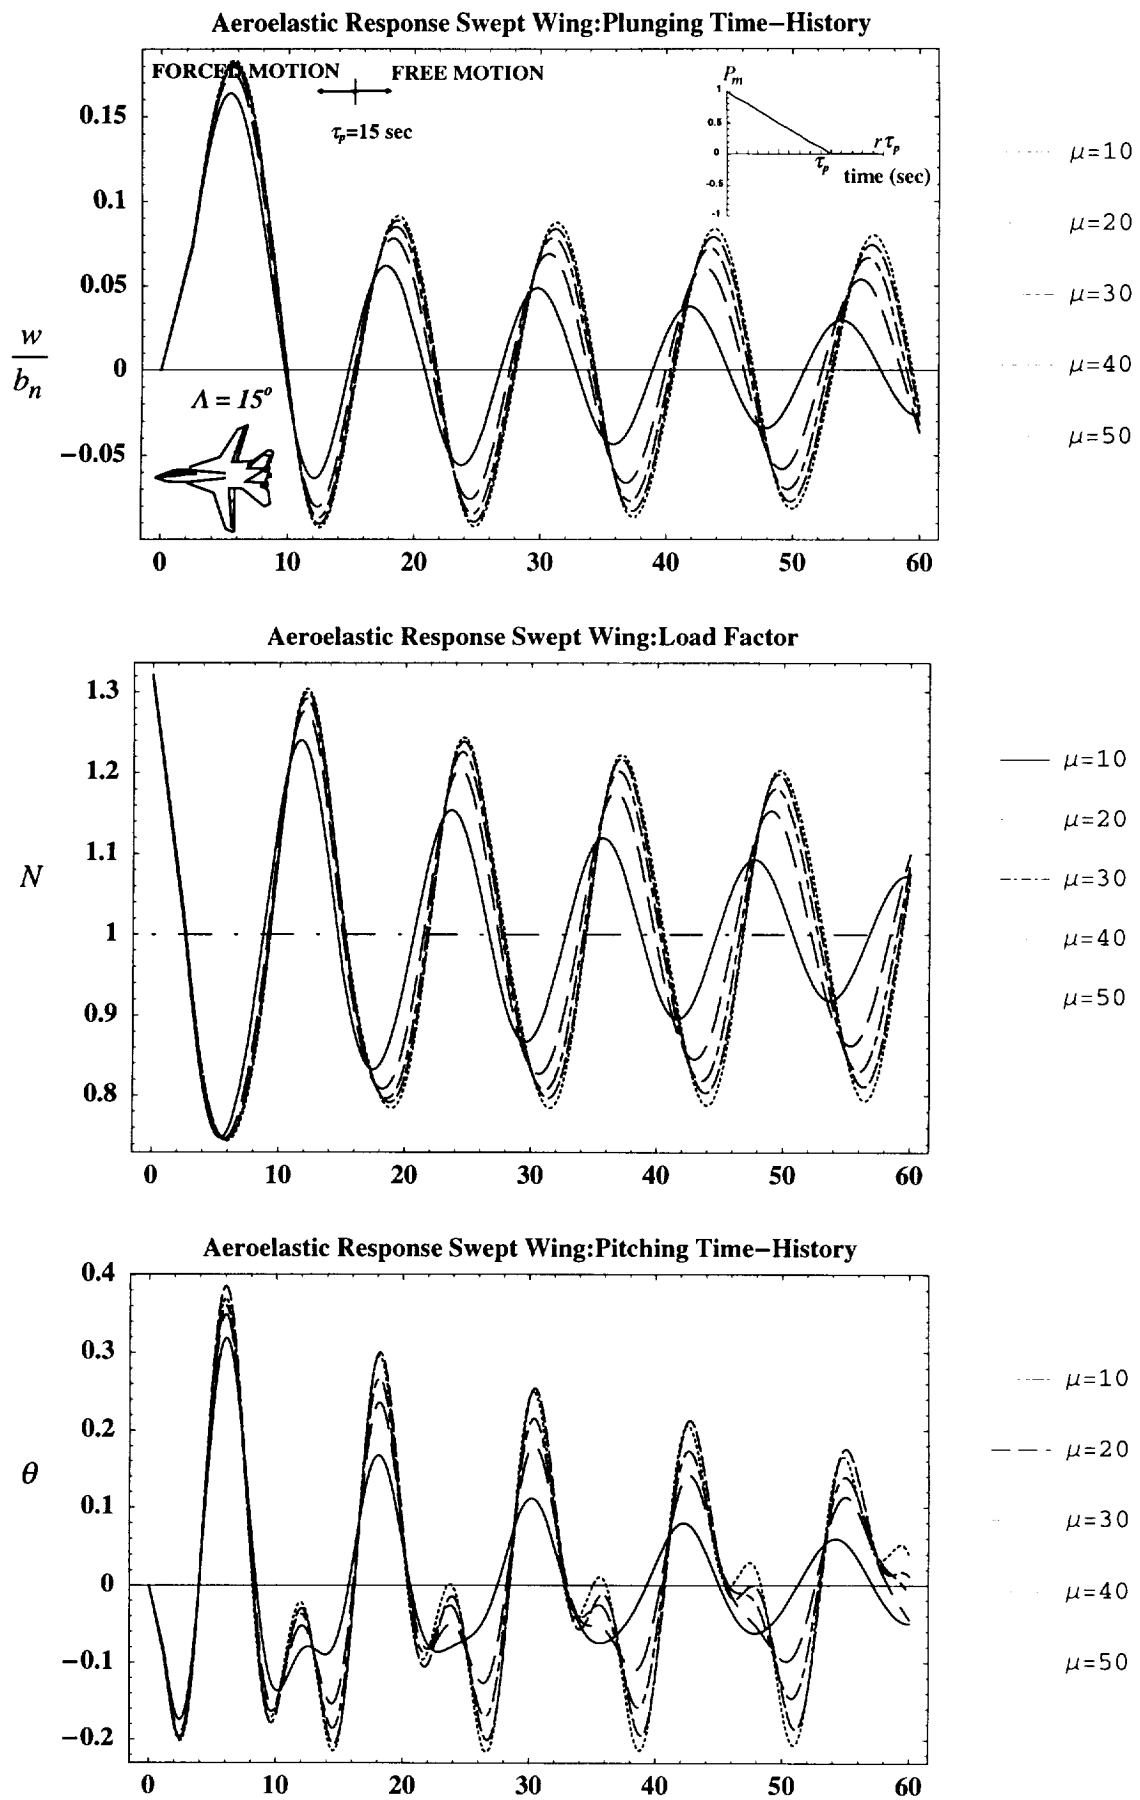 Aeroelastic Response Swept Wing:Plunging Time−History
FORCED MOTION
FREE MOTION
τp=15 sec
Pm
1
0.5
0
-0.5
-1
τp
r τp
time (sec)
0.15
0.1
0.05
0
−0.05
w
bn
Λ = 15°
0 10 20 30 40 50 60
μ=10
μ=20
μ=30
μ=40
μ=50
Aeroelastic Response Swept Wing:Load Factor
1.3
1.2
1.1
1
0.9
0.8
N
0 10 20 30 40 50 60
μ=10
μ=20
μ=30
μ=40
μ=50
Aeroelastic Response Swept Wing:Pitching Time−History
0.4
0.3
0.2
0.1
0
−0.1
−0.2
θ
0 10 20 30 40 50 60
μ=10
μ=20
μ=30
μ=40
μ=50